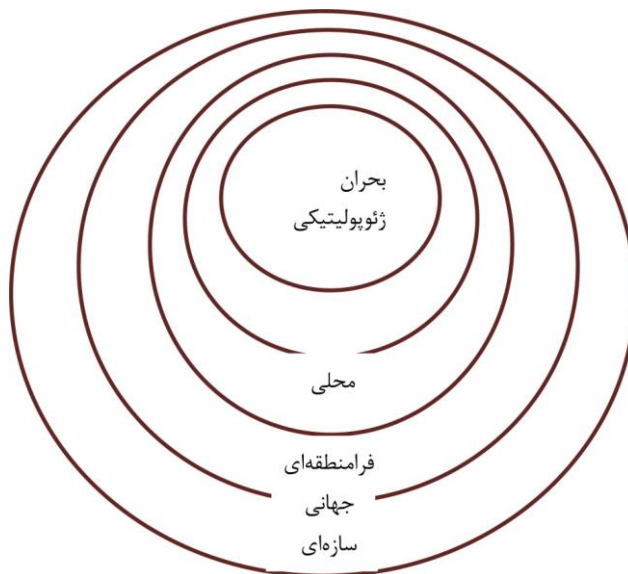 بحران
ژئوپولیتیکی
محلی
فرامنطقه‌ای
جهانی
سازه‌ای